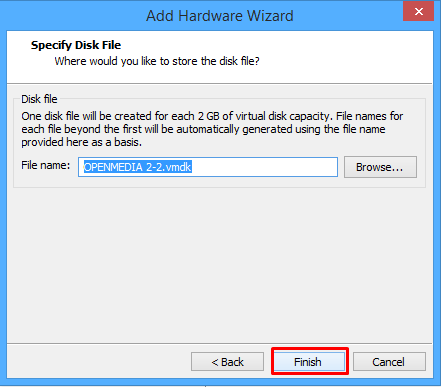 Add Hardware Wizard
Specify Disk File
Where would you like to store the disk file?
Disk file
One disk file will be created for each 2 GB of virtual disk capacity. File names for
each file beyond the first will be automatically generated using the file name
provided here as a basis.
File name: OPENMEDIA 2-2.vmdk Browse...
< Back Finish Cancel